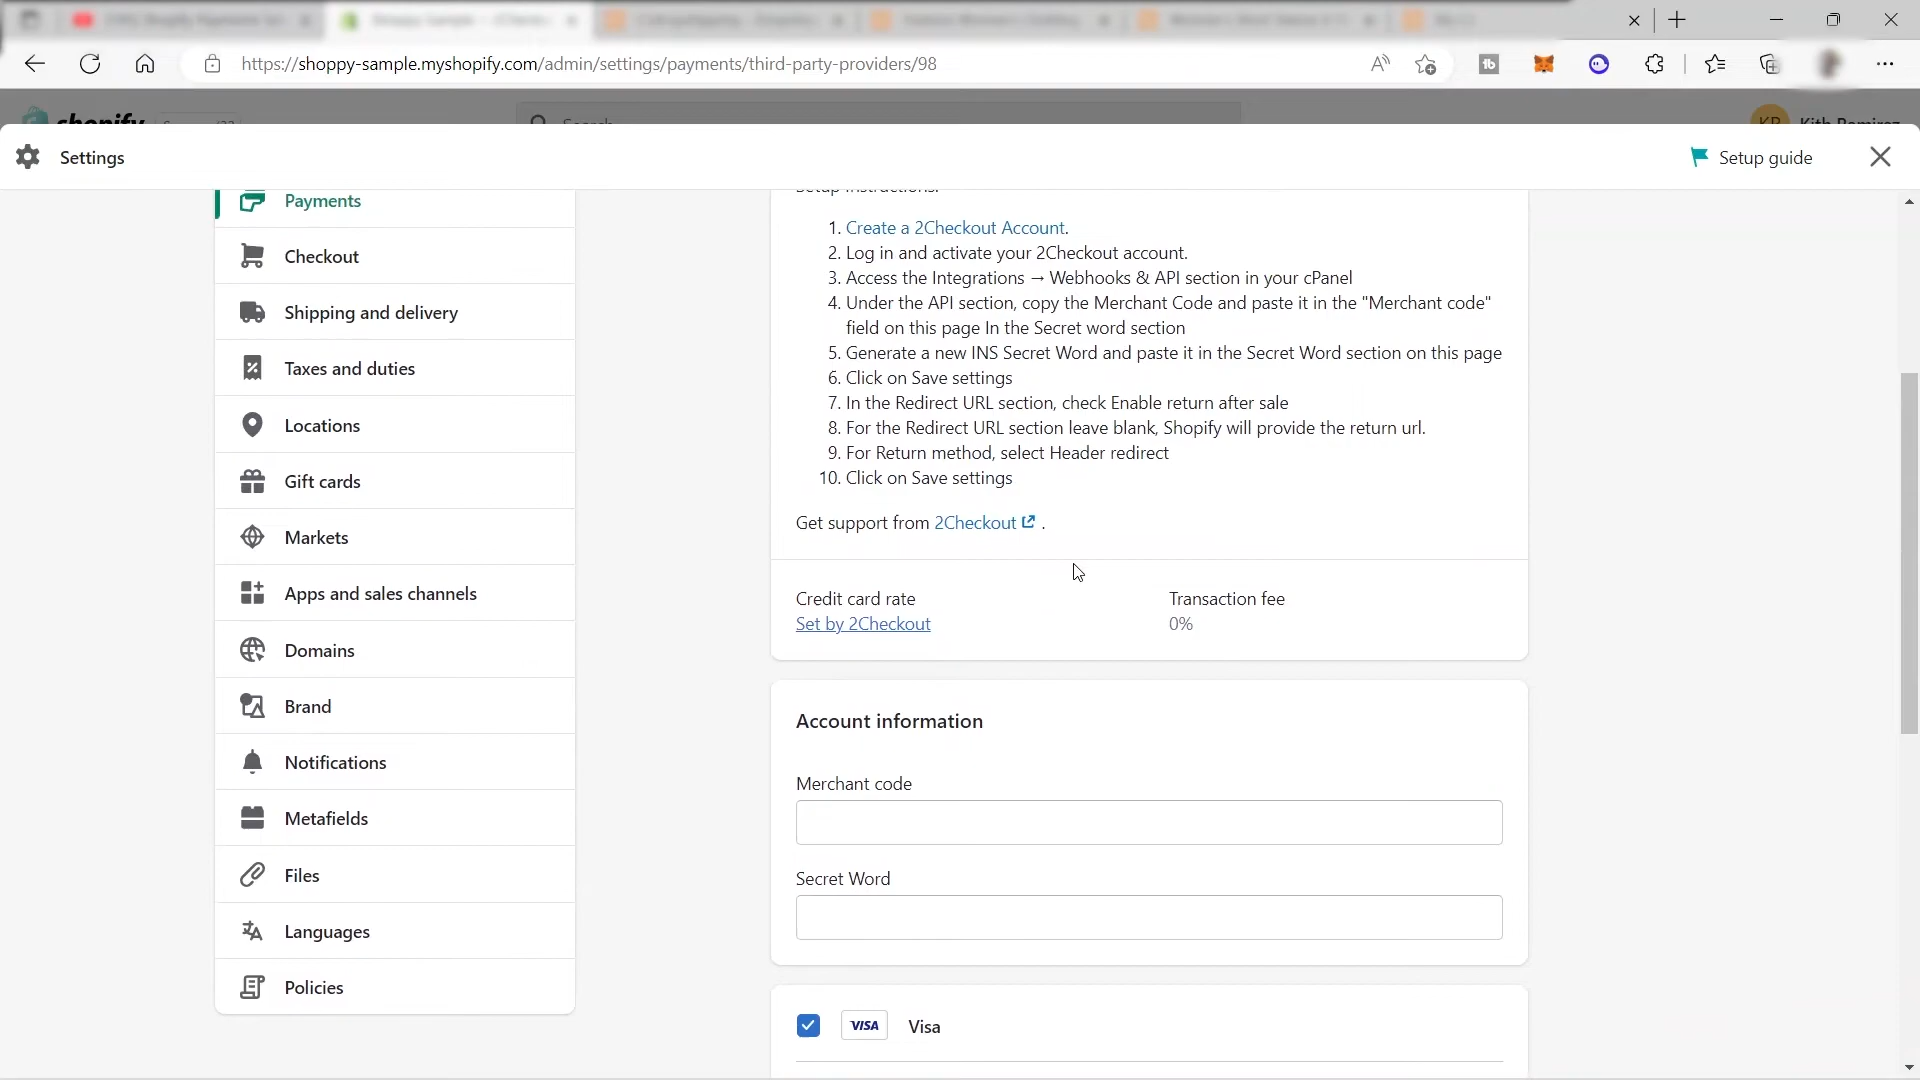 https://shoppy-sample.myshopify.com/admin/settings/payments/third-party-providers/98
shopify
Search
Kith Ramirez
Settings
Setup guide
Payments
Checkout
Shipping and delivery
Taxes and duties
Locations
Gift cards
Markets
Apps and sales channels
Domains
Brand
Notifications
Metafields
Files
Languages
Policies
Setup instructions:
1. Create a 2Checkout Account.
2. Log in and activate your 2Checkout account.
3. Access the Integrations → Webhooks & API section in your cPanel
4. Under the API section, copy the Merchant Code and paste it in the "Merchant code"
field on this page In the Secret word section
5. Generate a new INS Secret Word and paste it in the Secret Word section on this page
6. Click on Save settings
7. In the Redirect URL section, check Enable return after sale
8. For the Redirect URL section leave blank, Shopify will provide the return url.
9. For Return method, select Header redirect
10. Click on Save settings
Get support from 2Checkout .
Credit card rate
Set by 2Checkout
Transaction fee
0%
Account information
Merchant code
Secret Word
VISA Visa